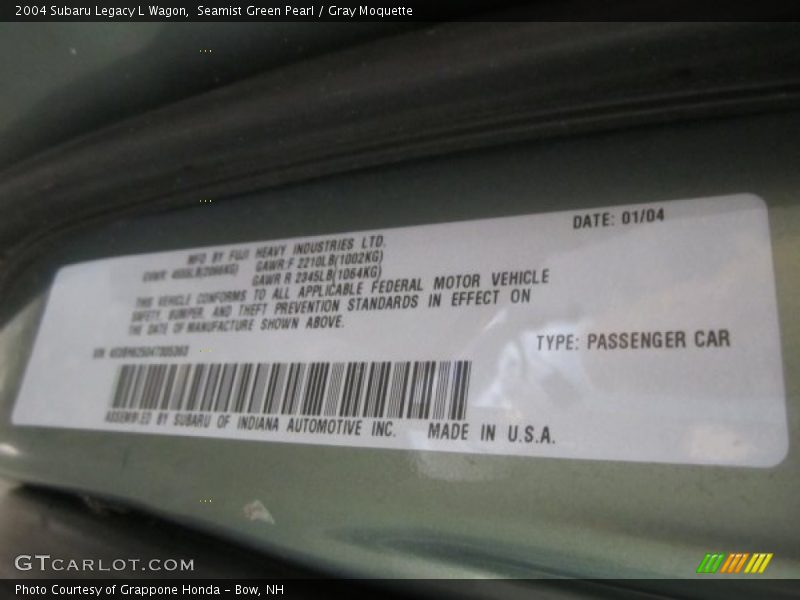 2004 Subaru Legacy L Wagon, Seamist Green Pearl / Gray Moquette
DATE: 01/04
MFD BY FUJI HEAVY INDUSTRIES LTD.
GVWR: GAWR:F 2210LB(1002KG)
GAWR R 2345LB(1064KG)
THIS VEHICLE CONFORMS TO ALL APPLICABLE FEDERAL MOTOR VEHICLE
SAFETY, BUMPER, AND THEFT PREVENTION STANDARDS IN EFFECT ON
THE DATE OF MANUFACTURE SHOWN ABOVE.
VIN
TYPE: PASSENGER CAR
ASSEMBLED BY SUBARU OF INDIANA AUTOMOTIVE INC. MADE IN U.S.A.
GTCARLOT.COM
Photo Courtesy of Grappone Honda - Bow, NH